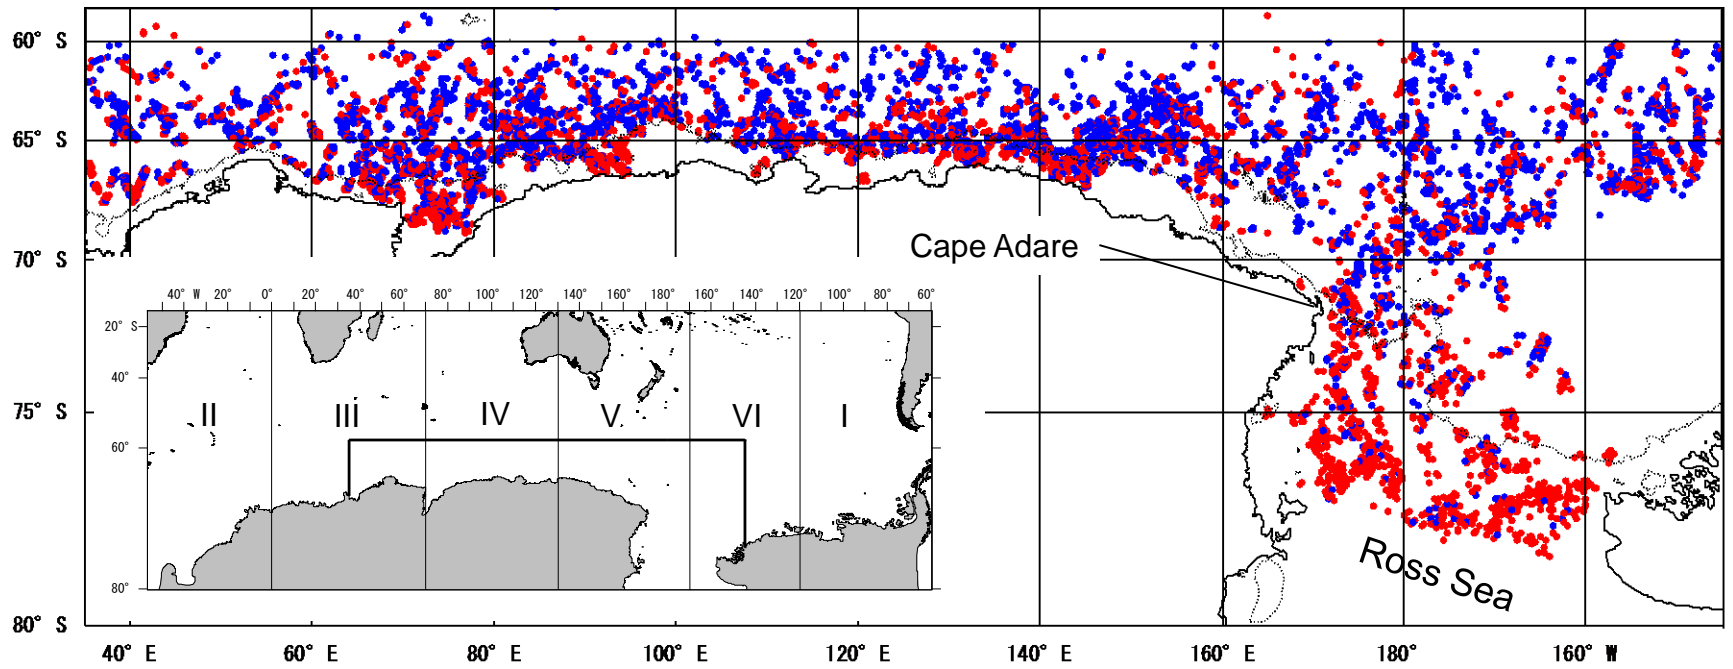 60° S
65° S
70° S
75° S
80° S
Cape Adare
Ross Sea
40° W 20° 0° 20° 40° 60° 80° 100° 120° 140° 160° 180° 160° 140° 120° 100° 80° 60°
20° S
40°
60°
80°
II III IV V VI I
40° E 60° E 80° E 100° E 120° E 140° E 160° E 180° 160° W